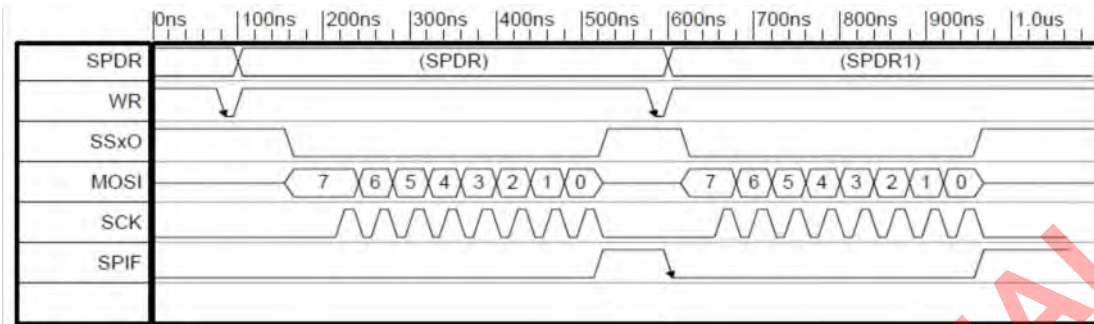 0ns 100ns 200ns 300ns 400ns 500ns 600ns 700ns 800ns 900ns 1.0us
SPDR (SPDR) (SPDR1)
WR
SSxO
MOSI 7 6 5 4 3 2 1 0 7 6 5 4 3 2 1 0
SCK
SPIF